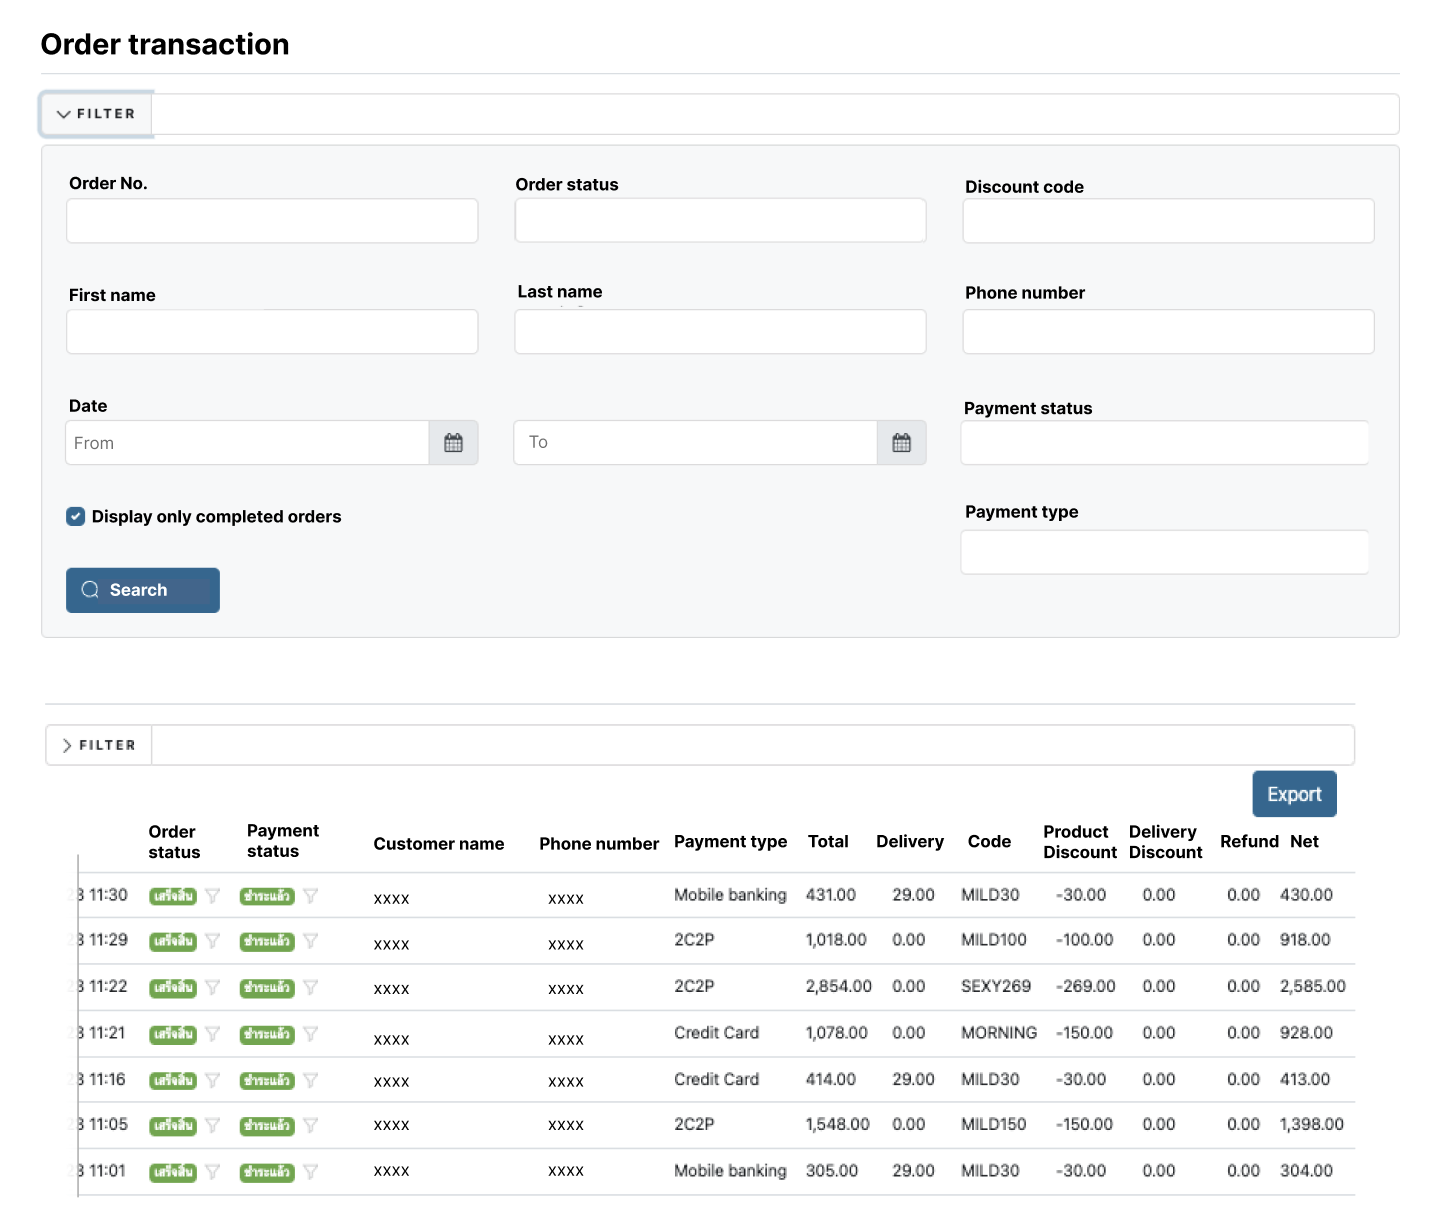 Order transaction
FILTER
Order No. Order status Discount code
First name Last name Phone number
Date Payment status
From To
Display only completed orders Payment type
Search
FILTER
Export
Order status Payment status Customer name Phone number Payment type Total Delivery Code Product Discount Delivery Discount Refund Net
11:30 เสร็จสิ้น ชำระแล้ว xxxx xxxx Mobile banking 431.00 29.00 MILD30 -30.00 0.00 0.00 430.00
11:29 เสร็จสิ้น ชำระแล้ว xxxx xxxx 2C2P 1,018.00 0.00 MILD100 -100.00 0.00 0.00 918.00
11:22 เสร็จสิ้น ชำระแล้ว xxxx xxxx 2C2P 2,854.00 0.00 SEXY269 -269.00 0.00 0.00 2,585.00
11:21 เสร็จสิ้น ชำระแล้ว xxxx xxxx Credit Card 1,078.00 0.00 MORNING -150.00 0.00 0.00 928.00
11:16 เสร็จสิ้น ชำระแล้ว xxxx xxxx Credit Card 414.00 29.00 MILD30 -30.00 0.00 0.00 413.00
11:05 เสร็จสิ้น ชำระแล้ว xxxx xxxx 2C2P 1,548.00 0.00 MILD150 -150.00 0.00 0.00 1,398.00
11:01 เสร็จสิ้น ชำระแล้ว xxxx xxxx Mobile banking 305.00 29.00 MILD30 -30.00 0.00 0.00 304.00